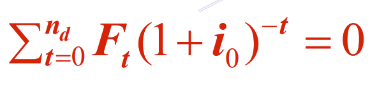 ∑_{t=0}^{n_d} F_t (1 + i_0)^{-t} = 0